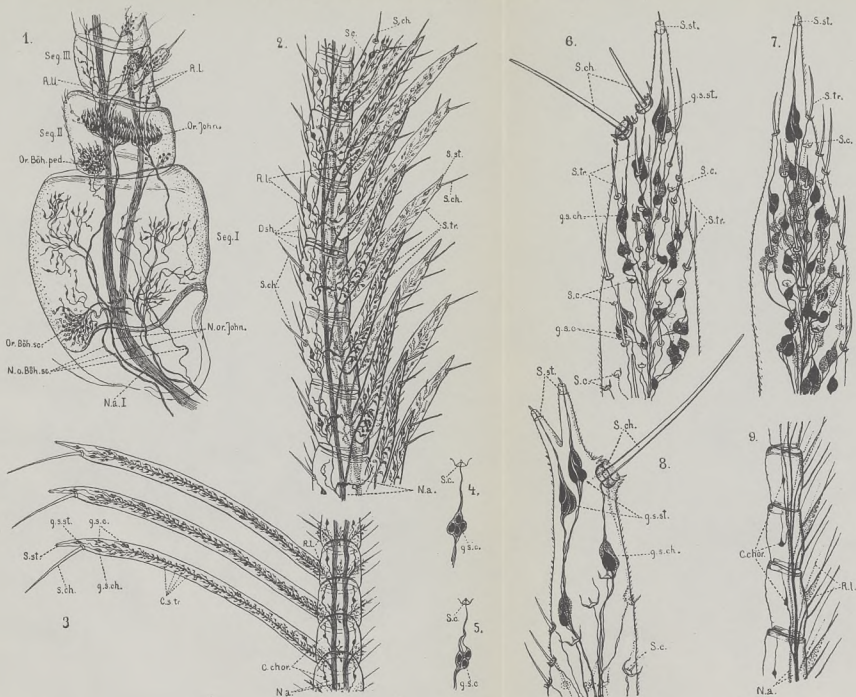 1.
Seg. III
R.l.
Seg. II
Or. John.
Or. Böh. ped.
Seg. I
Or. Böh. sc.
N. or. John.
N. o. Böh. sc.
N. a. I
2.
S. ch.
S. c.
S. st.
S. ch.
R. l.
S. tr.
D sh.
S. ch.
N. a.
3
g. s. st.
g. s. c.
S. st.
S. ch.
g. s. ch.
C. s. tr
R. l.
C. chor.
N a.
4.
S. c.
g. s. c.
5.
S. c.
g. s. c
6.
S. st.
S. ch
g. s. st.
S. tr.
S. c.
g. s. ch
S. tr.
S. c.
g. s. c
S. c
7.
S. st.
S. tr.
S. c.
8.
S. st.
S. ch.
g. s. st.
g. s. ch.
S. c.
9.
C. chor.
R. l.
N. a.